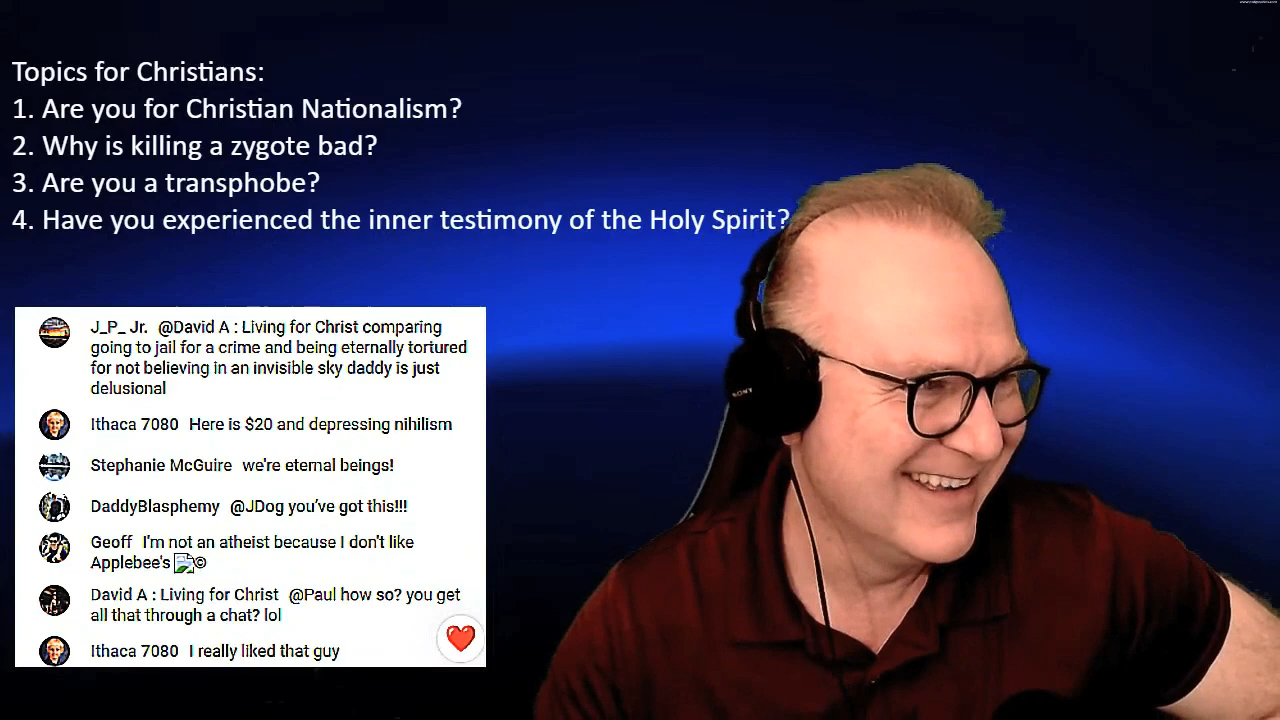 Topics for Christians:
1. Are you for Christian Nationalism?
2. Why is killing a zygote bad?
3. Are you a transphobe?
4. Have you experienced the inner testimony of the Holy Spirit?
J_P_ Jr. @David A : Living for Christ comparing
going to jail for a crime and being eternally tortured
for not believing in an invisible sky daddy is just
delusional
Ithaca 7080 Here is $20 and depressing nihilism
Stephanie McGuire we're eternal beings!
DaddyBlasphemy @JDog you've got this!!!
Geoff I'm not an atheist because I don't like
Applebee's
David A : Living for Christ @Paul how so? you get
all that through a chat? lol
Ithaca 7080 I really liked that guy
SONY